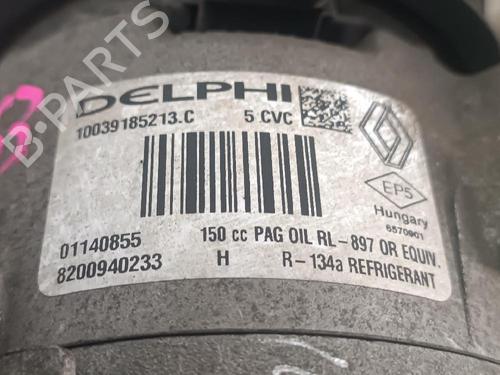 B-PARTS
DELPHI
10039185213.C 5 CVC
EP5
Hungary
6570901
01140855 150 cc PAG OIL RL-897 OR EQUIV.
8200940233 H R-134a REFRIGERANT